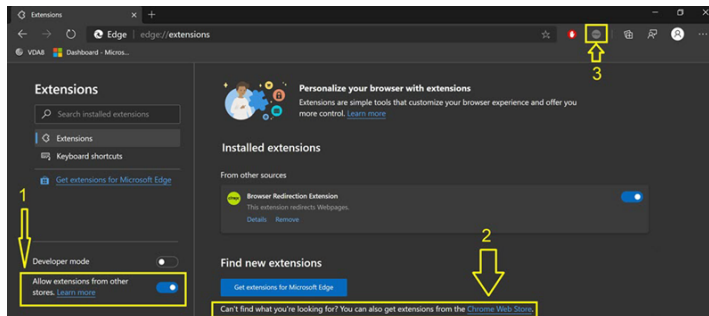 Extensions
Edge | edge://extensions
VDA8 Dashboard - Micros...
3
Extensions
Search installed extensions
Extensions
Keyboard shortcuts
Get extensions for Microsoft Edge
1
Developer mode
Allow extensions from other
stores. Learn more
Personalize your browser with extensions
Extensions are simple tools that customize your browser experience and offer you
more control. Learn more
Installed extensions
From other sources
Browser Redirection Extension
This extension redirects Webpages.
Details Remove
2
Find new extensions
Get extensions for Microsoft Edge
Can't find what you're looking for? You can also get extensions from the Chrome Web Store.